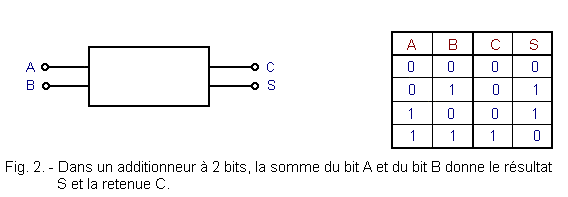 A B C S
A C 0 0 0 0
B S 0 1 0 1
1 0 0 1
1 1 1 0
Fig. 2. - Dans un additionneur à 2 bits, la somme du bit A et du bit B donne le résultat
S et la retenue C.